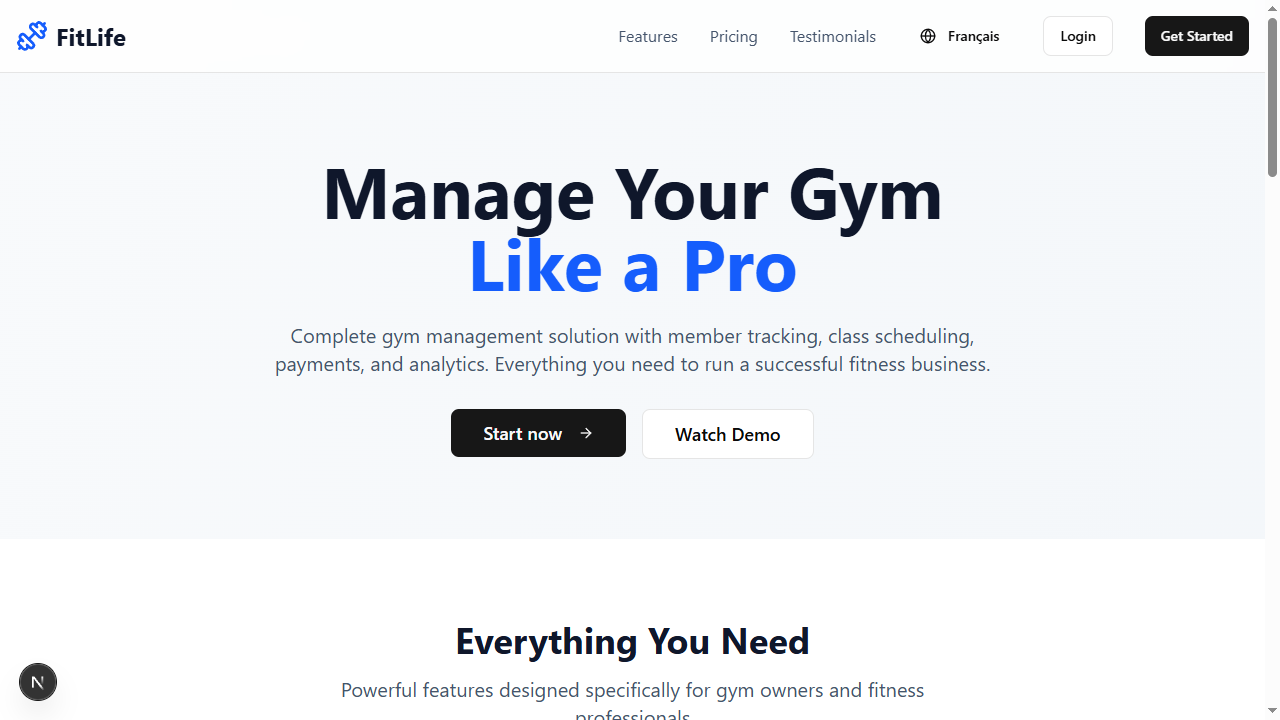 FitLife
Features
Pricing
Testimonials
Français
Login
Get Started
Manage Your Gym
Like a Pro
Complete gym management solution with member tracking, class scheduling,
payments, and analytics. Everything you need to run a successful fitness business.
Start now
Watch Demo
Everything You Need
Powerful features designed specifically for gym owners and fitness
professionals.
N